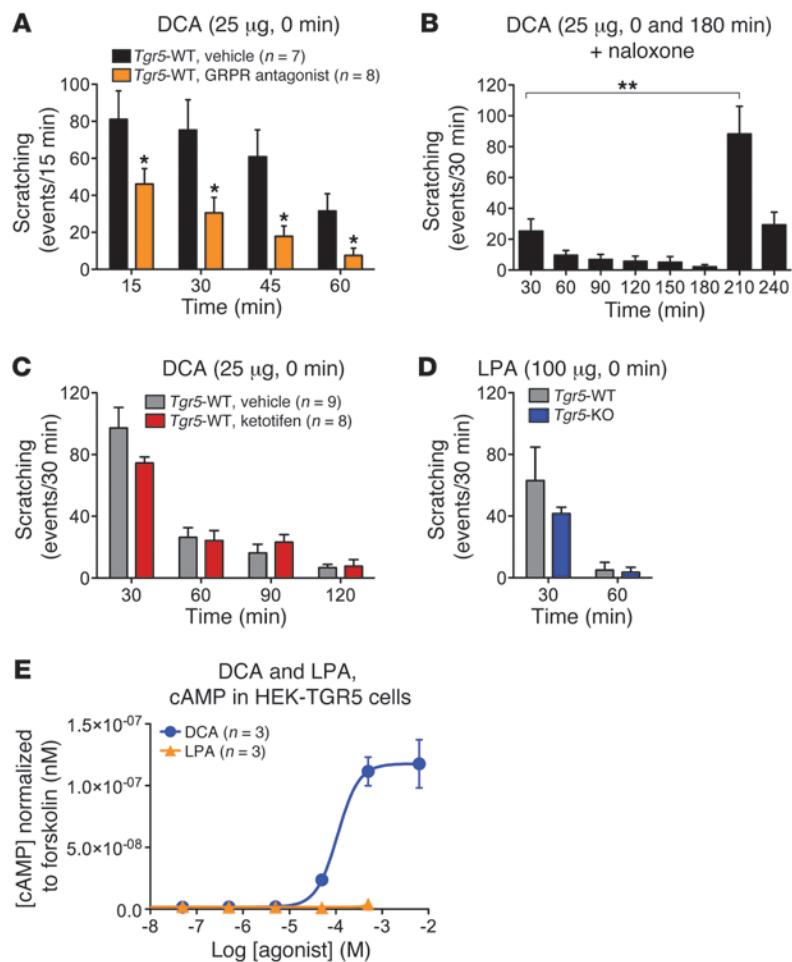 A
DCA (25 µg, 0 min)
Tgr5-WT, vehicle (n = 7)
Tgr5-WT, GRPR antagonist (n = 8)
Scratching
(events/15 min)
100
80
60
40
20
0
*
*
*
*
15 30 45 60
Time (min)
B
DCA (25 µg, 0 and 180 min)
+ naloxone
Scratching
(events/30 min)
120
100
80
60
40
20
0
**
30 60 90 120 150 180 210 240
Time (min)
C
DCA (25 µg, 0 min)
Tgr5-WT, vehicle (n = 9)
Tgr5-WT, ketotifen (n = 8)
Scratching
(events/30 min)
120
80
40
0
30 60 90 120
Time (min)
D
LPA (100 µg, 0 min)
Tgr5-WT
Tgr5-KO
Scratching
(events/30 min)
120
80
40
0
30 60
Time (min)
E
DCA and LPA,
cAMP in HEK-TGR5 cells
DCA (n = 3)
LPA (n = 3)
[cAMP] normalized
to forskolin (nM)
1.5×10⁻⁰⁷
1.0×10⁻⁰⁷
5.0×10⁻⁰⁸
0.0
-8 -7 -6 -5 -4 -3 -2
Log [agonist] (M)